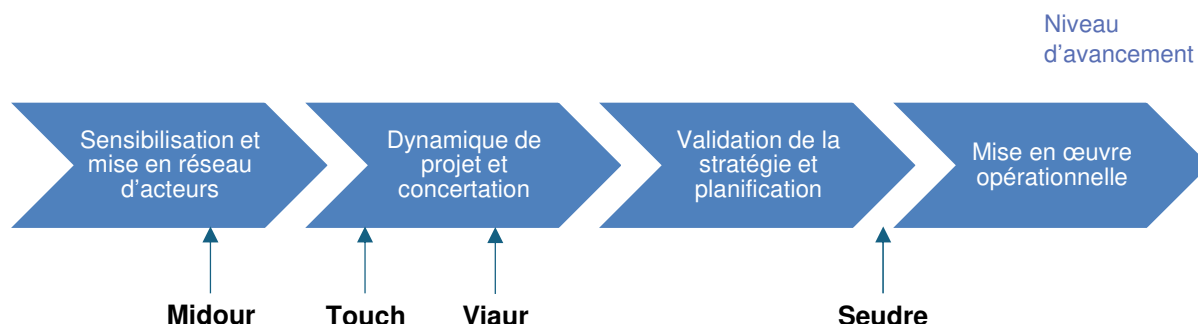 Niveau
d'avancement
Sensibilisation et
mise en réseau
d'acteurs
Dynamique de
projet et
concertation
Validation de la
stratégie et
planification
Mise en œuvre
opérationnelle
Midour
Touch
Viaur
Seudre